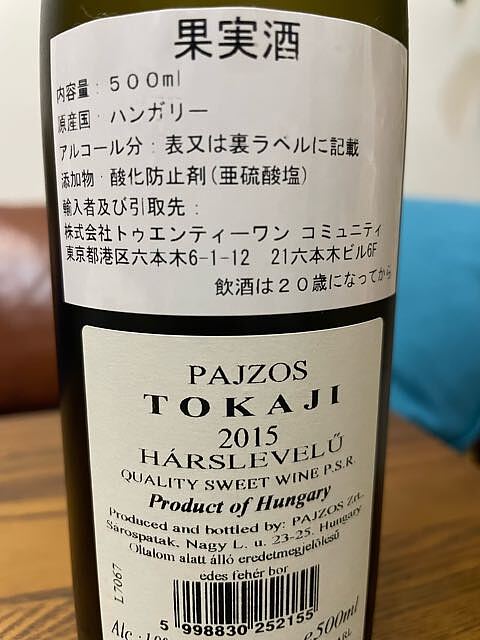 果実酒
内容量：500ml
原産国・ハンガリー
アルコール分：表又は裏ラベルに記載
添加物・酸化防止剤(亜硫酸塩)
輸入者及び引取先：
株式会社トゥエンティーワン コミュニティ
東京都港区六本木6-1-12 21六本木ビル6F
飲酒は20歳になってから
PAJZOS
TOKAJI
2015
HÁRSLEVELŰ
QUALITY SWEET WINE P.S.R.
Product of Hungary
Produced and bottled by: PAJZOS Zrt.
Sárospatak, Nagy L. u. 23-25. Hungary
Oltalom alatt álló eredetmegjelölésű
edes fehér bor
L7067
5 998830 252155
Alc.
e500ml